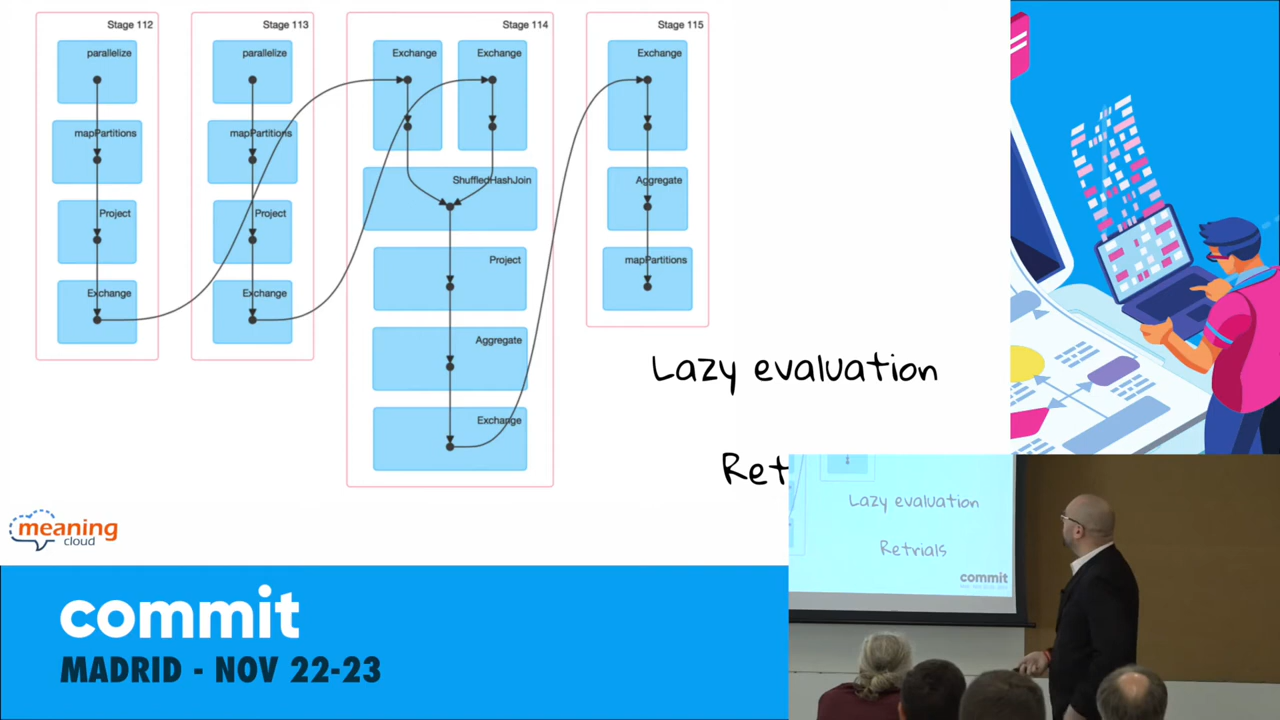 Stage 112
parallelize
mapPartitions
Project
Exchange
Stage 113
parallelize
mapPartitions
Project
Exchange
Stage 114
Exchange
Exchange
ShuffledHashJoin
Project
Aggregate
Exchange
Stage 115
Exchange
Aggregate
mapPartitions
Lazy evaluation
Ret
meaning
cloud
commit
MADRID - NOV 22-23
Lazy evaluation
Retrials
commit